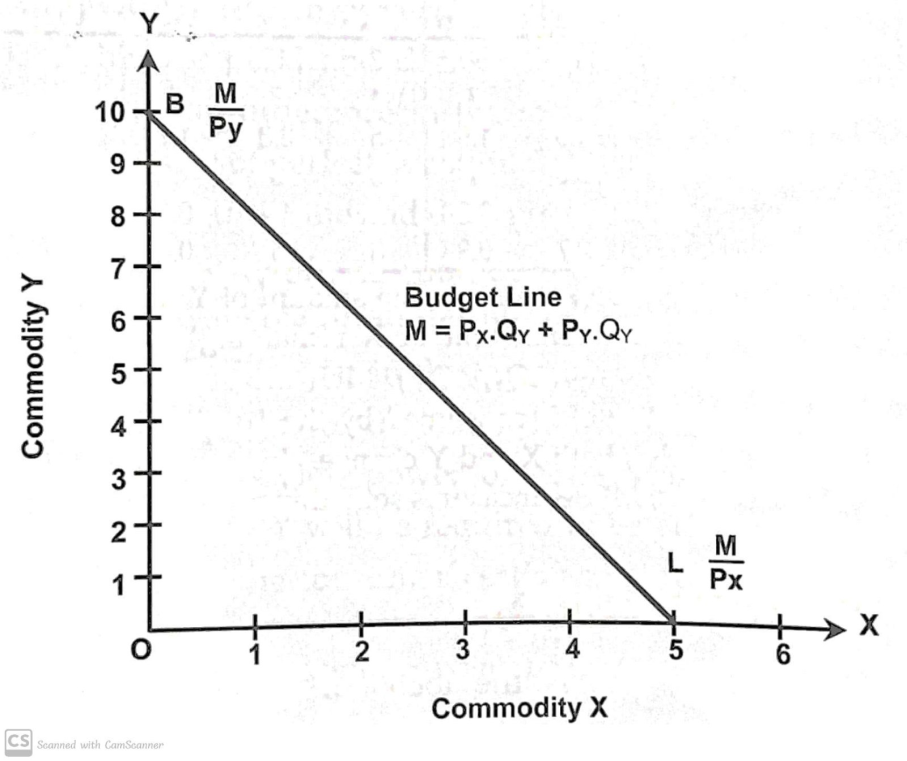 Y
10 B M
Py
9
8
7
6
5
4
3
2
1
Commodity Y
Budget Line
M = PX.QY + PY.QY
L M
Px
O 1 2 3 4 5 6 X
Commodity X
CS Scanned with CamScanner